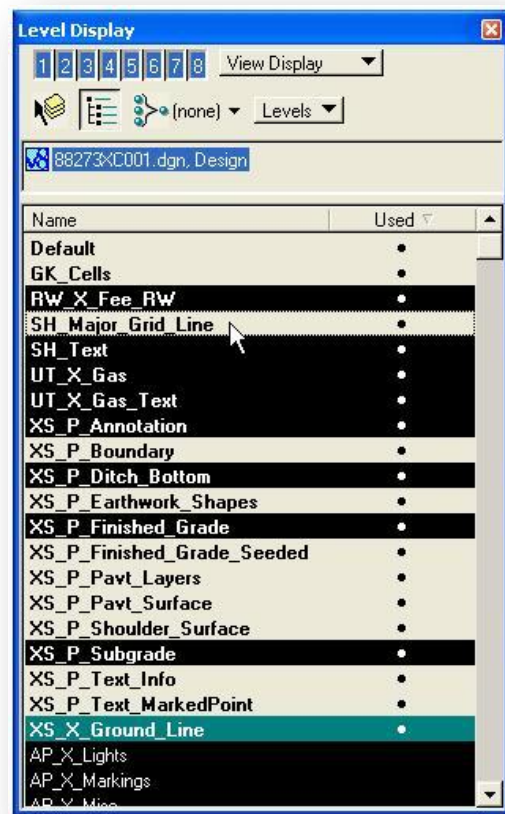 Level Display
1 2 3 4 5 6 7 8 View Display
(none) Levels
88273XC001.dgn, Design
Name Used
Default
GK_Cells
RW_X_Fee_RW
SH_Major_Grid_Line
SH_Text
UT_X_Gas
UT_X_Gas_Text
XS_P_Annotation
XS_P_Boundary
XS_P_Ditch_Bottom
XS_P_Earthwork_Shapes
XS_P_Finished_Grade
XS_P_Finished_Grade_Seeded
XS_P_Pavt_Layers
XS_P_Pavt_Surface
XS_P_Shoulder_Surface
XS_P_Subgrade
XS_P_Text_Info
XS_P_Text_MarkedPoint
XS_X_Ground_Line
AP_X_Lights
AP_X_Markings
AP_X_Misc